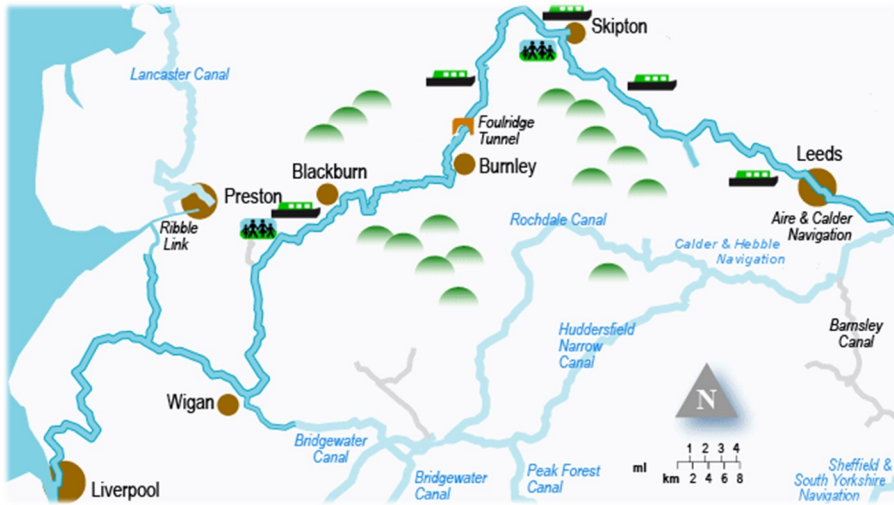 Skipton
Lancaster Canal
Foulridge
Tunnel
Leeds
Blackburn
Burnley
Preston
Ribble
Link
Rochdale Canal
Aire & Calder
Navigation
Calder & Hebble
Navigation
Huddersfield
Narrow
Canal
Barnsley
Canal
Wigan
N
Bridgewater
Canal
1 2 3 4
ml
km 2 4 6 8
Liverpool
Bridgewater
Canal
Peak Forest
Canal
Sheffield &
South Yorkshire
Navigation